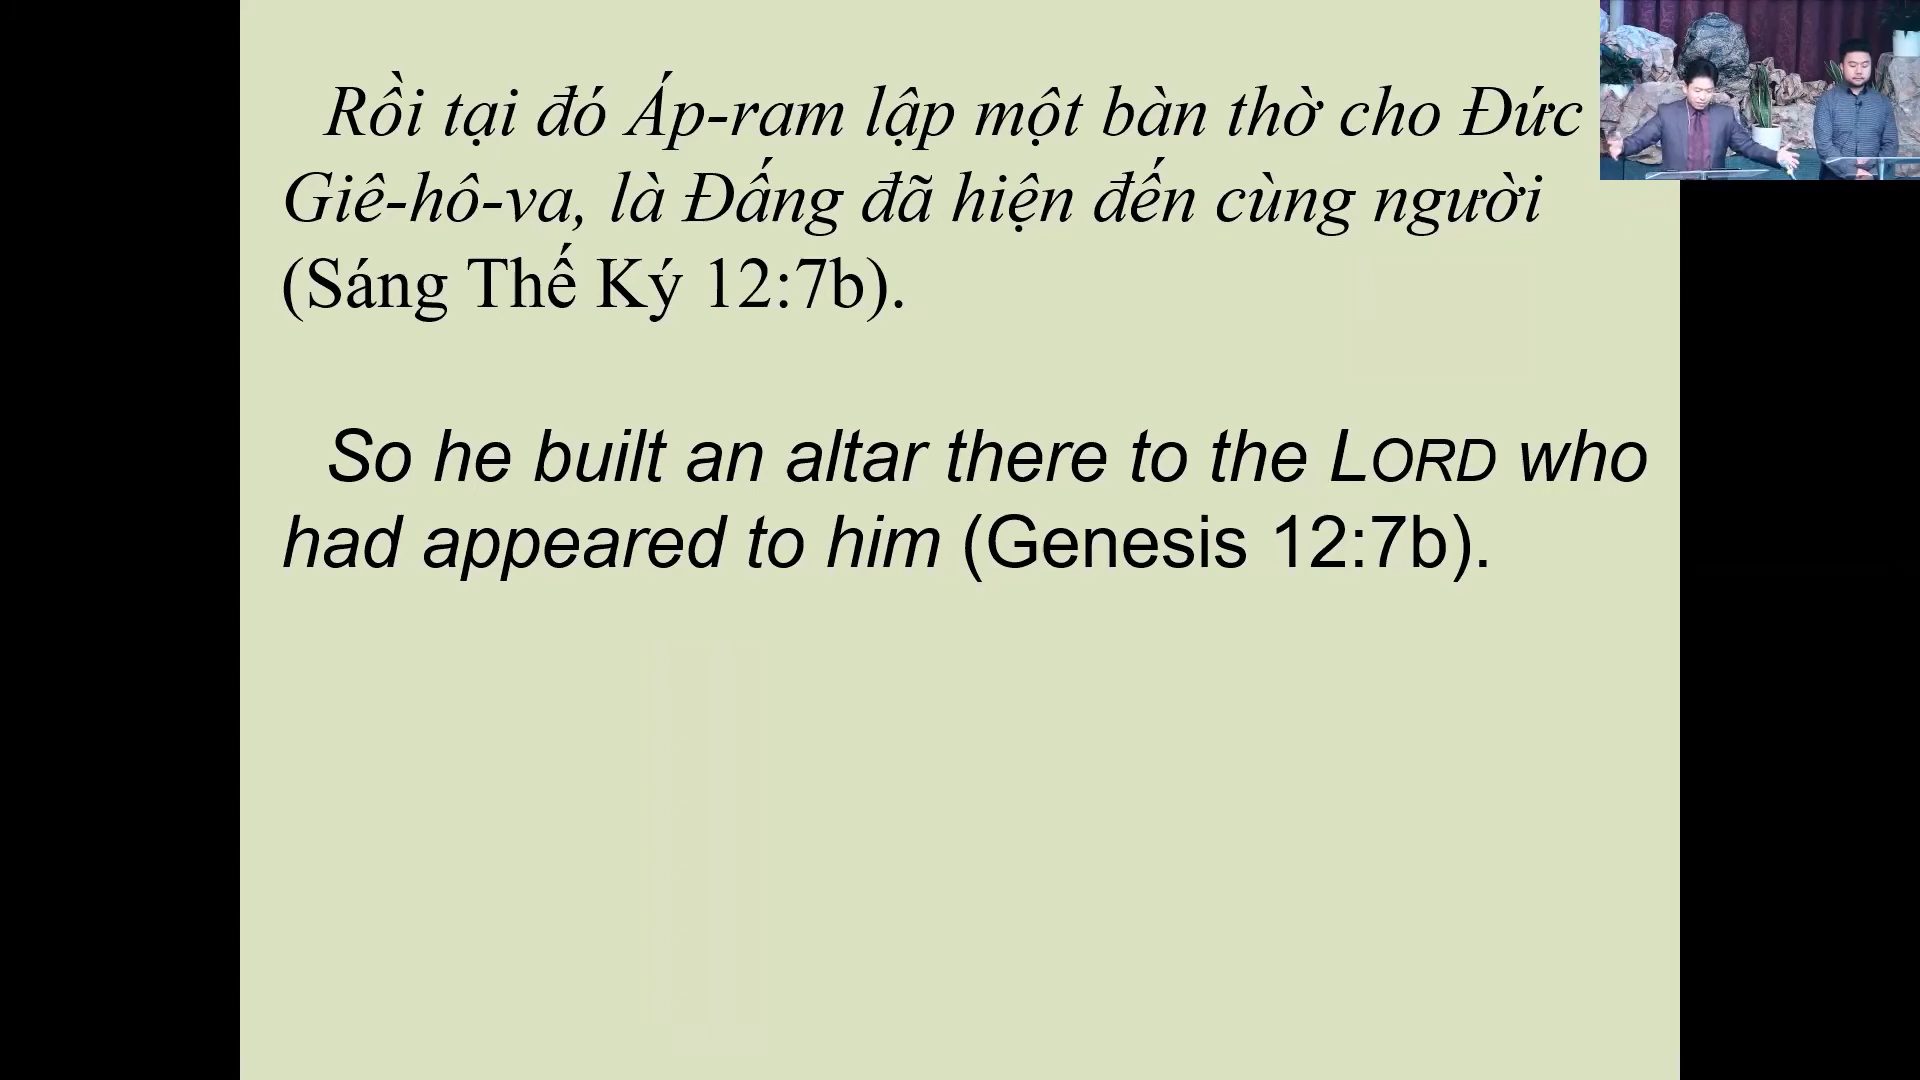 Rồi tại đó Áp-ram lập một bàn thờ cho Đức
Giê-hô-va, là Đấng đã hiện đến cùng người
(Sáng Thế Ký 12:7b).
So he built an altar there to the LORD who
had appeared to him (Genesis 12:7b).